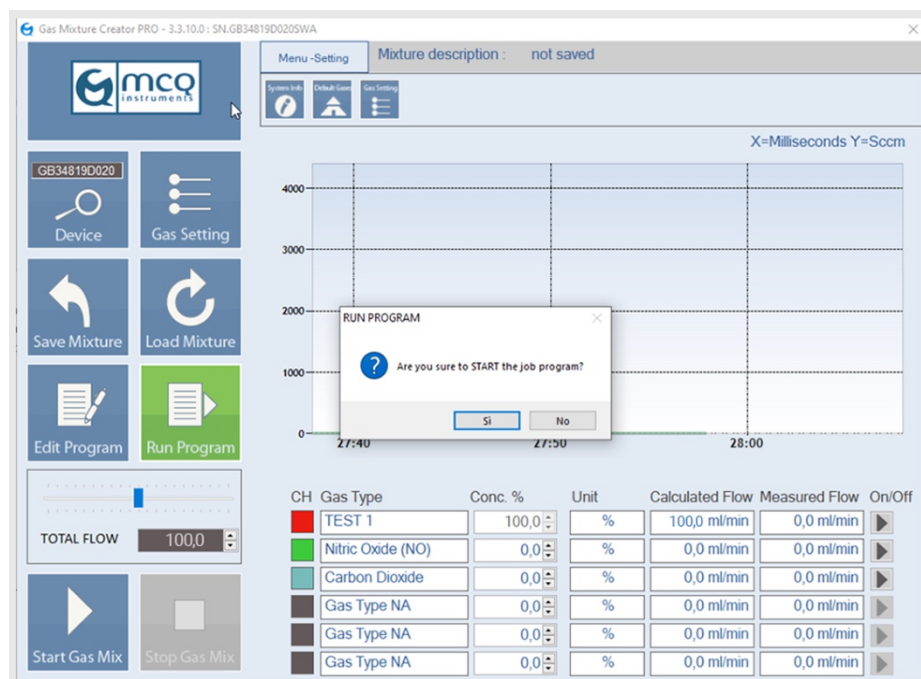 Gas Mixture Creator PRO - 3.3.10.0 : SN.GB34819D020SWA
mcq
instruments
Menu -Setting
Mixture description : not saved
System Info
Default Gases
Gas Setting
X=Milliseconds Y=Sccm
GB34819D020
Device
Gas Setting
Save Mixture
Load Mixture
Edit Program
Run Program
TOTAL FLOW 100,0
Start Gas Mix
Stop Gas Mix
4000
3000
2000
1000
0
27:40 27:50 28:00
RUN PROGRAM
Are you sure to START the job program?
Sì No
CH Gas Type Conc. % Unit Calculated Flow Measured Flow On/Off
TEST 1 100,0 % 100,0 ml/min 0,0 ml/min
Nitric Oxide (NO) 0,0 % 0,0 ml/min 0,0 ml/min
Carbon Dioxide 0,0 % 0,0 ml/min 0,0 ml/min
Gas Type NA 0,0 % 0,0 ml/min 0,0 ml/min
Gas Type NA 0,0 % 0,0 ml/min 0,0 ml/min
Gas Type NA 0,0 % 0,0 ml/min 0,0 ml/min